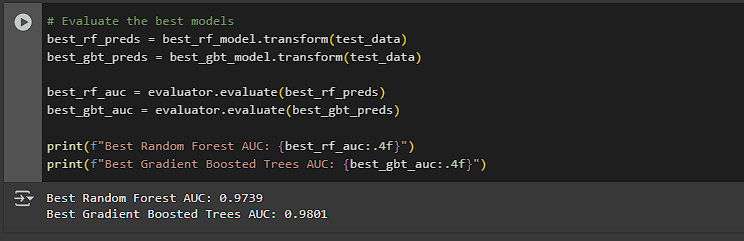 # Evaluate the best models
best_rf_preds = best_rf_model.transform(test_data)
best_gbt_preds = best_gbt_model.transform(test_data)
best_rf_auc = evaluator.evaluate(best_rf_preds)
best_gbt_auc = evaluator.evaluate(best_gbt_preds)
print(f"Best Random Forest AUC: {best_rf_auc:.4f}")
print(f"Best Gradient Boosted Trees AUC: {best_gbt_auc:.4f}")
Best Random Forest AUC: 0.9739
Best Gradient Boosted Trees AUC: 0.9801